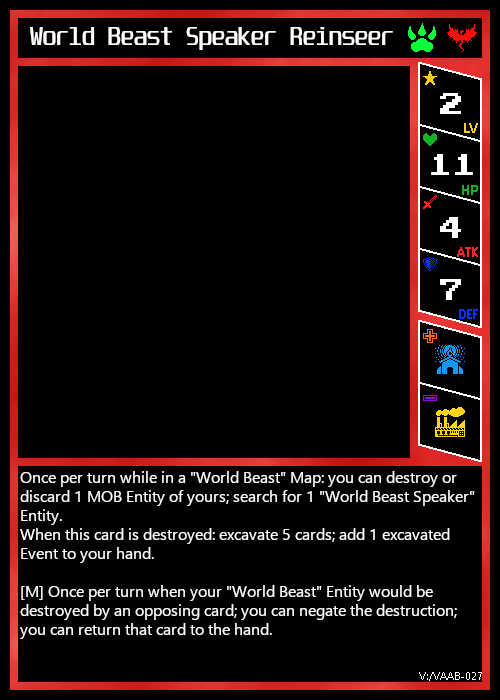 World Beast Speaker Reinseer
2
LV
11
HP
4
ATK
7
DEF
Once per turn while in a "World Beast" Map: you can destroy or
discard 1 MOB Entity of yours; search for 1 "World Beast Speaker"
Entity.
When this card is destroyed: excavate 5 cards; add 1 excavated
Event to your hand.
[M] Once per turn when your "World Beast" Entity would be
destroyed by an opposing card; you can negate the destruction;
you can return that card to the hand.
V:/VAAB-027